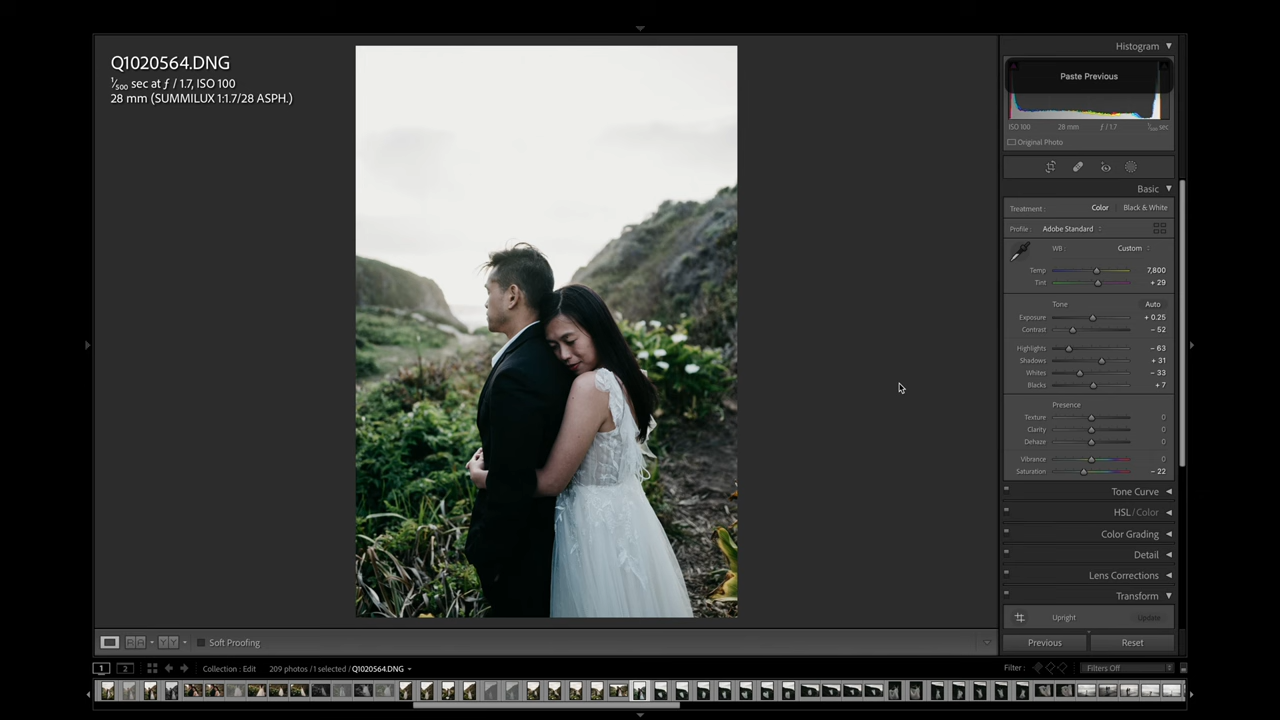 Q1020564.DNG
1/500 sec at ƒ / 1.7, ISO 100
28 mm (SUMMILUX 1:1.7/28 ASPH.)
Histogram
Paste Previous
ISO 100 28 mm ƒ / 1.7 1/500 sec
Original Photo
Basic
Treatment : Color Black & White
Profile : Adobe Standard
WB : Custom
Temp 7,800
Tint + 29
Tone Auto
Exposure + 0.25
Contrast − 52
Highlights − 63
Shadows + 31
Whites − 33
Blacks + 7
Presence
Texture 0
Clarity 0
Dehaze 0
Vibrance 0
Saturation − 22
Tone Curve
HSL / Color
Color Grading
Detail
Lens Corrections
Transform
Upright Update
Previous Reset
Soft Proofing
1 2 Collection : Edit 209 photos / 1 selected / Q1020564.DNG Filter : Filters Off